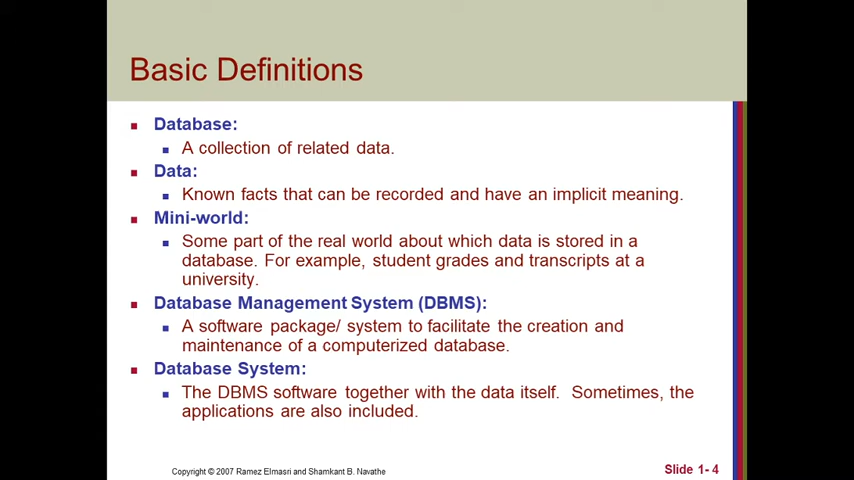 Basic Definitions
Database:
A collection of related data.
Data:
Known facts that can be recorded and have an implicit meaning.
Mini-world:
Some part of the real world about which data is stored in a
database. For example, student grades and transcripts at a
university.
Database Management System (DBMS):
A software package/ system to facilitate the creation and
maintenance of a computerized database.
Database System:
The DBMS software together with the data itself. Sometimes, the
applications are also included.
Copyright © 2007 Ramez Elmasri and Shamkant B. Navathe
Slide 1- 4